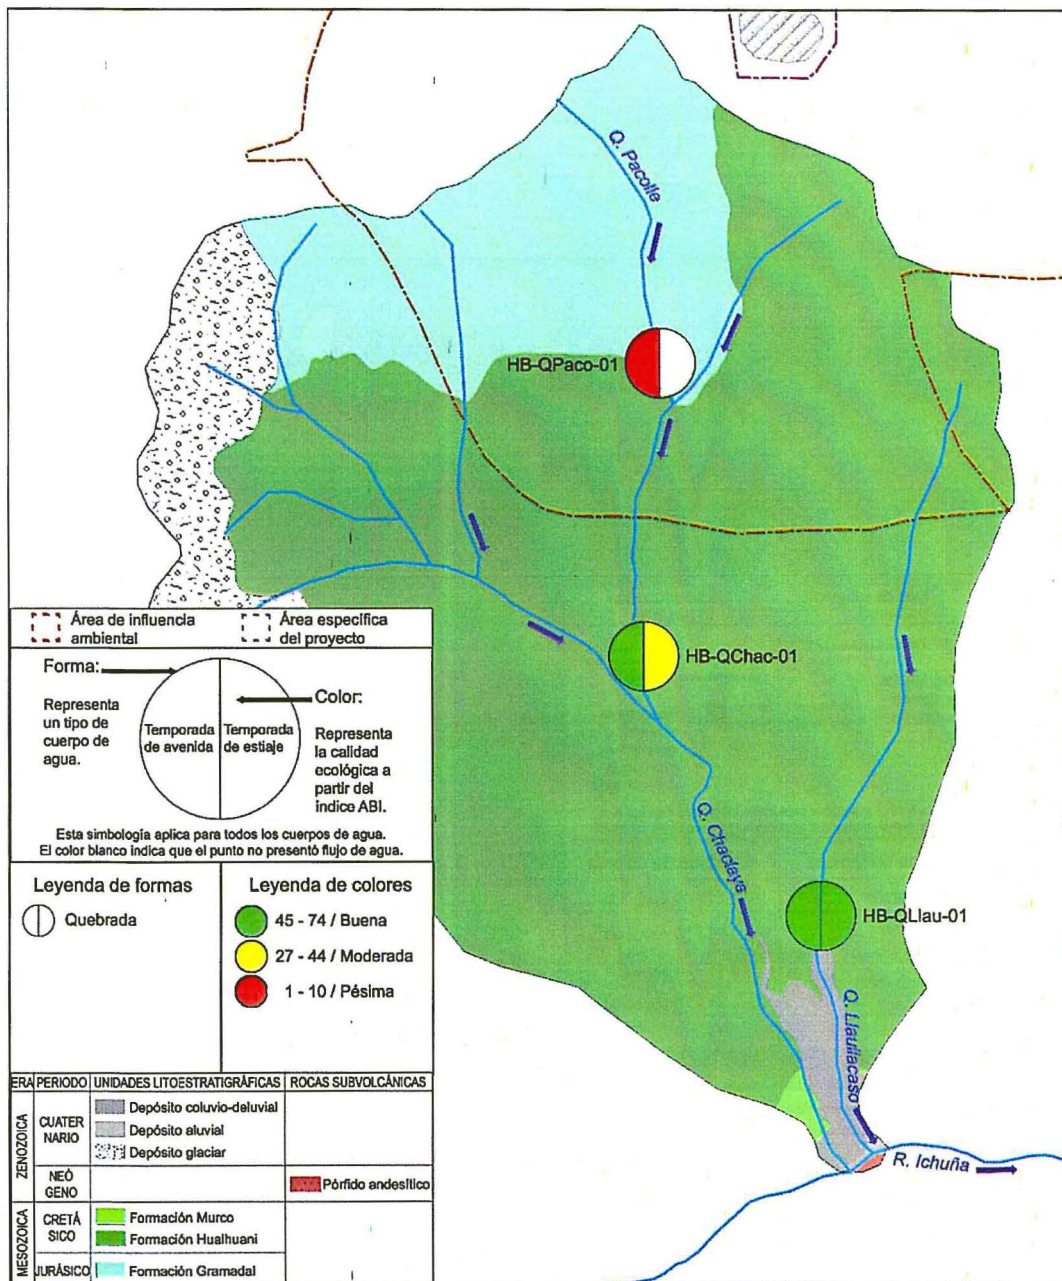 Q. Pacolle
HB-QPaco-01
HB-QChac-01
Q. Chaclaya
HB-QLlau-01
Q. Llaullacaso
R. Ichuña
Área de influencia
ambiental
Área específica
del proyecto
Forma:
Representa
un tipo de
cuerpo de
agua.
Temporada
de avenida
Temporada
de estiaje
Color:
Representa
la calidad
ecológica a
partir del
índice ABI.
Esta simbología aplica para todos los cuerpos de agua.
El color blanco indica que el punto no presentó flujo de agua.
Leyenda de formas
Quebrada
Leyenda de colores
45 - 74 / Buena
27 - 44 / Moderada
1 - 10 / Pésima
ERA PERIODO UNIDADES LITOESTRATIGRÁFICAS ROCAS SUBVOLCÁNICAS
ZENOZOICA
CUATER
NARIO
Depósito coluvio-deluvial
Depósito aluvial
Depósito glaciar
NEÓ
GENO
Pórfido andesítico
MESOZOICA
CRETÁ
SICO
Formación Murco
Formación Hualhuani
JURÁSICO
Formación Gramadal